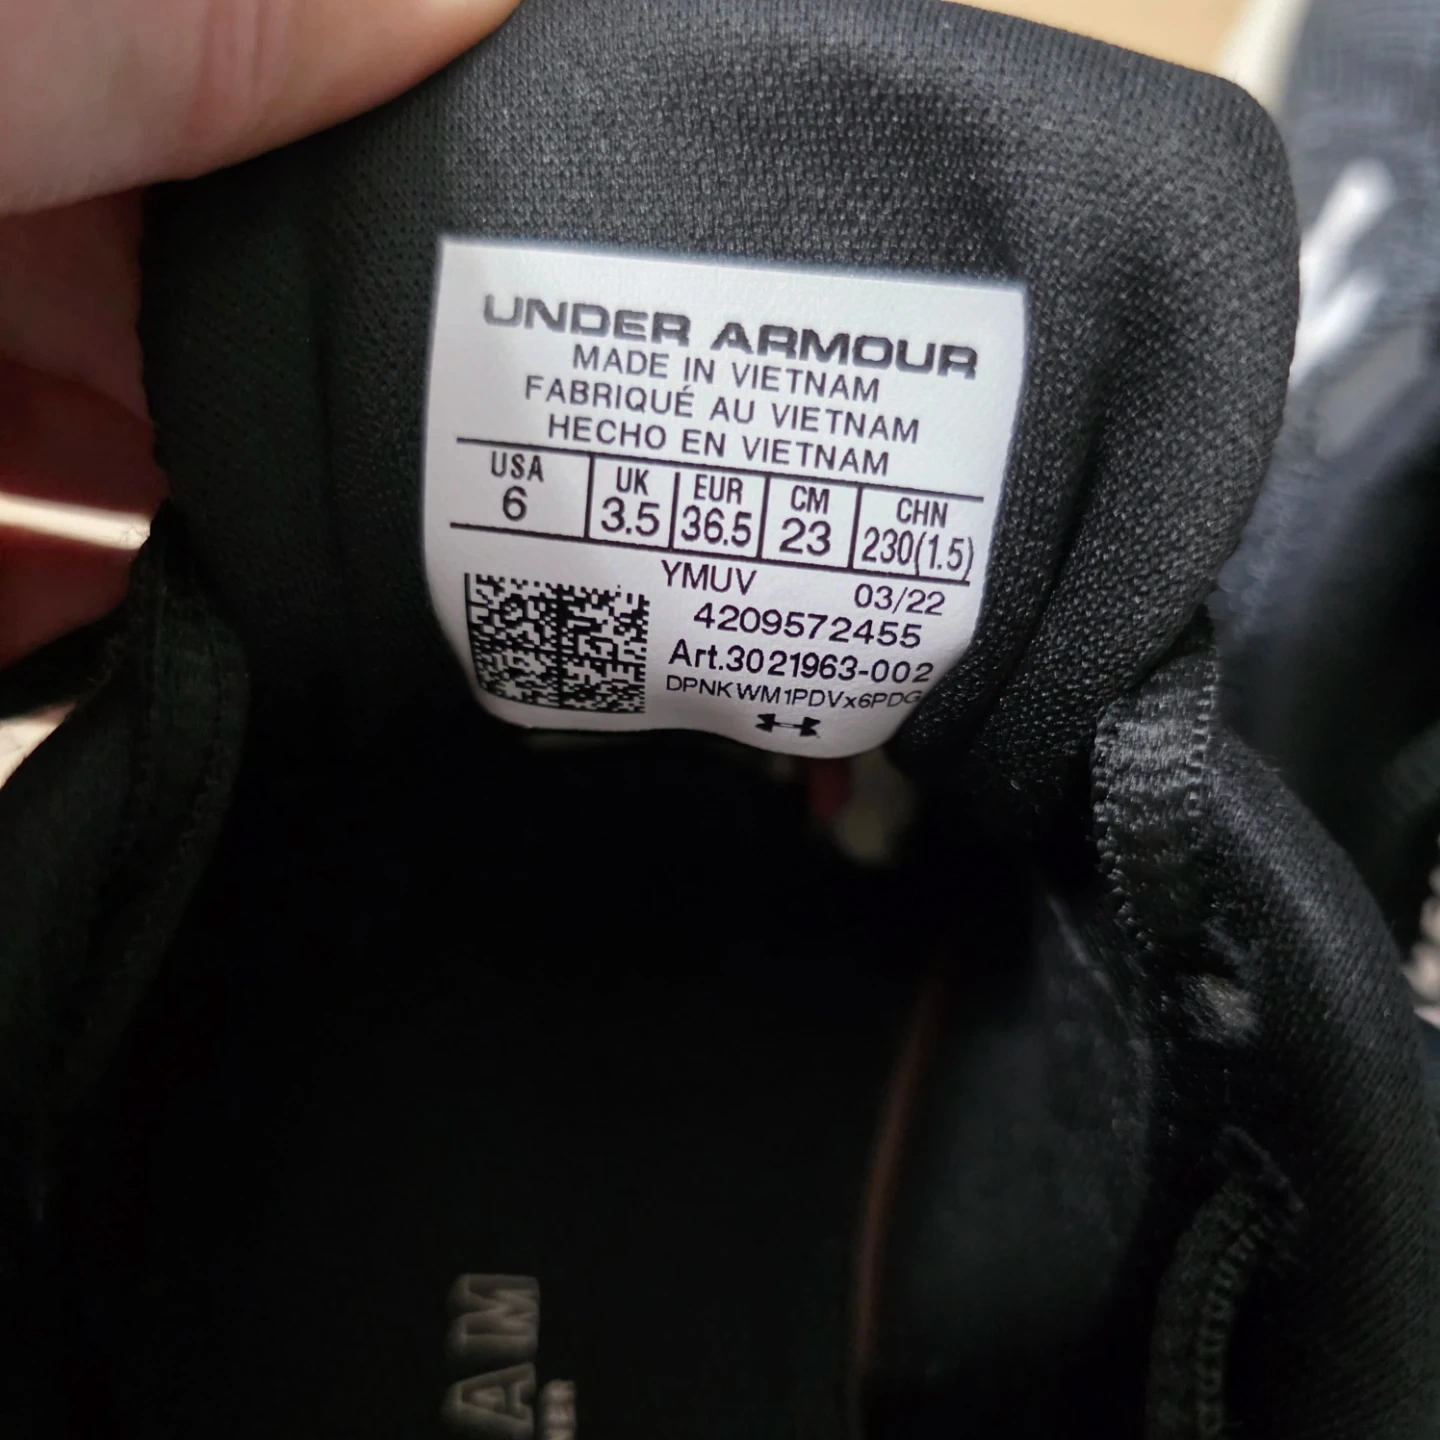 UNDER ARMOUR
MADE IN VIETNAM
FABRIQUÉ AU VIETNAM
HECHO EN VIETNAM
USA UK EUR CM CHN
6 3.5 36.5 23 230(1.5)
YMUV 03/22
4209572455
Art.3021963-002
DPNKWM1PDVx6PDG